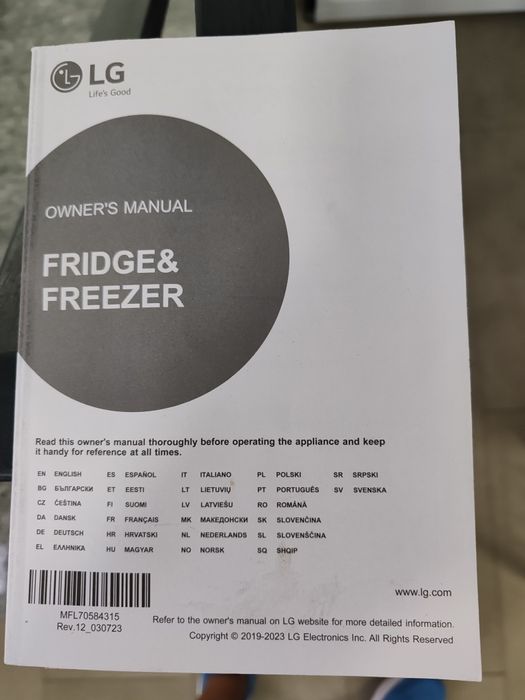 LG
Life's Good
OWNER'S MANUAL
FRIDGE&
FREEZER
Read this owner's manual thoroughly before operating the appliance and keep
it handy for reference at all times.
EN ENGLISH ES ESPAÑOL IT ITALIANO PL POLSKI SR SRPSKI
BG БЪЛГАРСКИ ET EESTI LT LIETUVIŲ PT PORTUGUÊS SV SVENSKA
CZ ČEŠTINA FI SUOMI LV LATVIEŠU RO ROMÂNĂ
DA DANSK FR FRANÇAIS MK МАКЕДОНСКИ SK SLOVENČINA
DE DEUTSCH HR HRVATSKI NL NEDERLANDS SL SLOVENŠČINA
EL ΕΛΛΗΝΙΚΑ HU MAGYAR NO NORSK SQ SHQIP
www.lg.com
MFL70584315
Rev.12_030723
Refer to the owner's manual on LG website for more detailed information.
Copyright © 2019-2023 LG Electronics Inc. All Rights Reserved